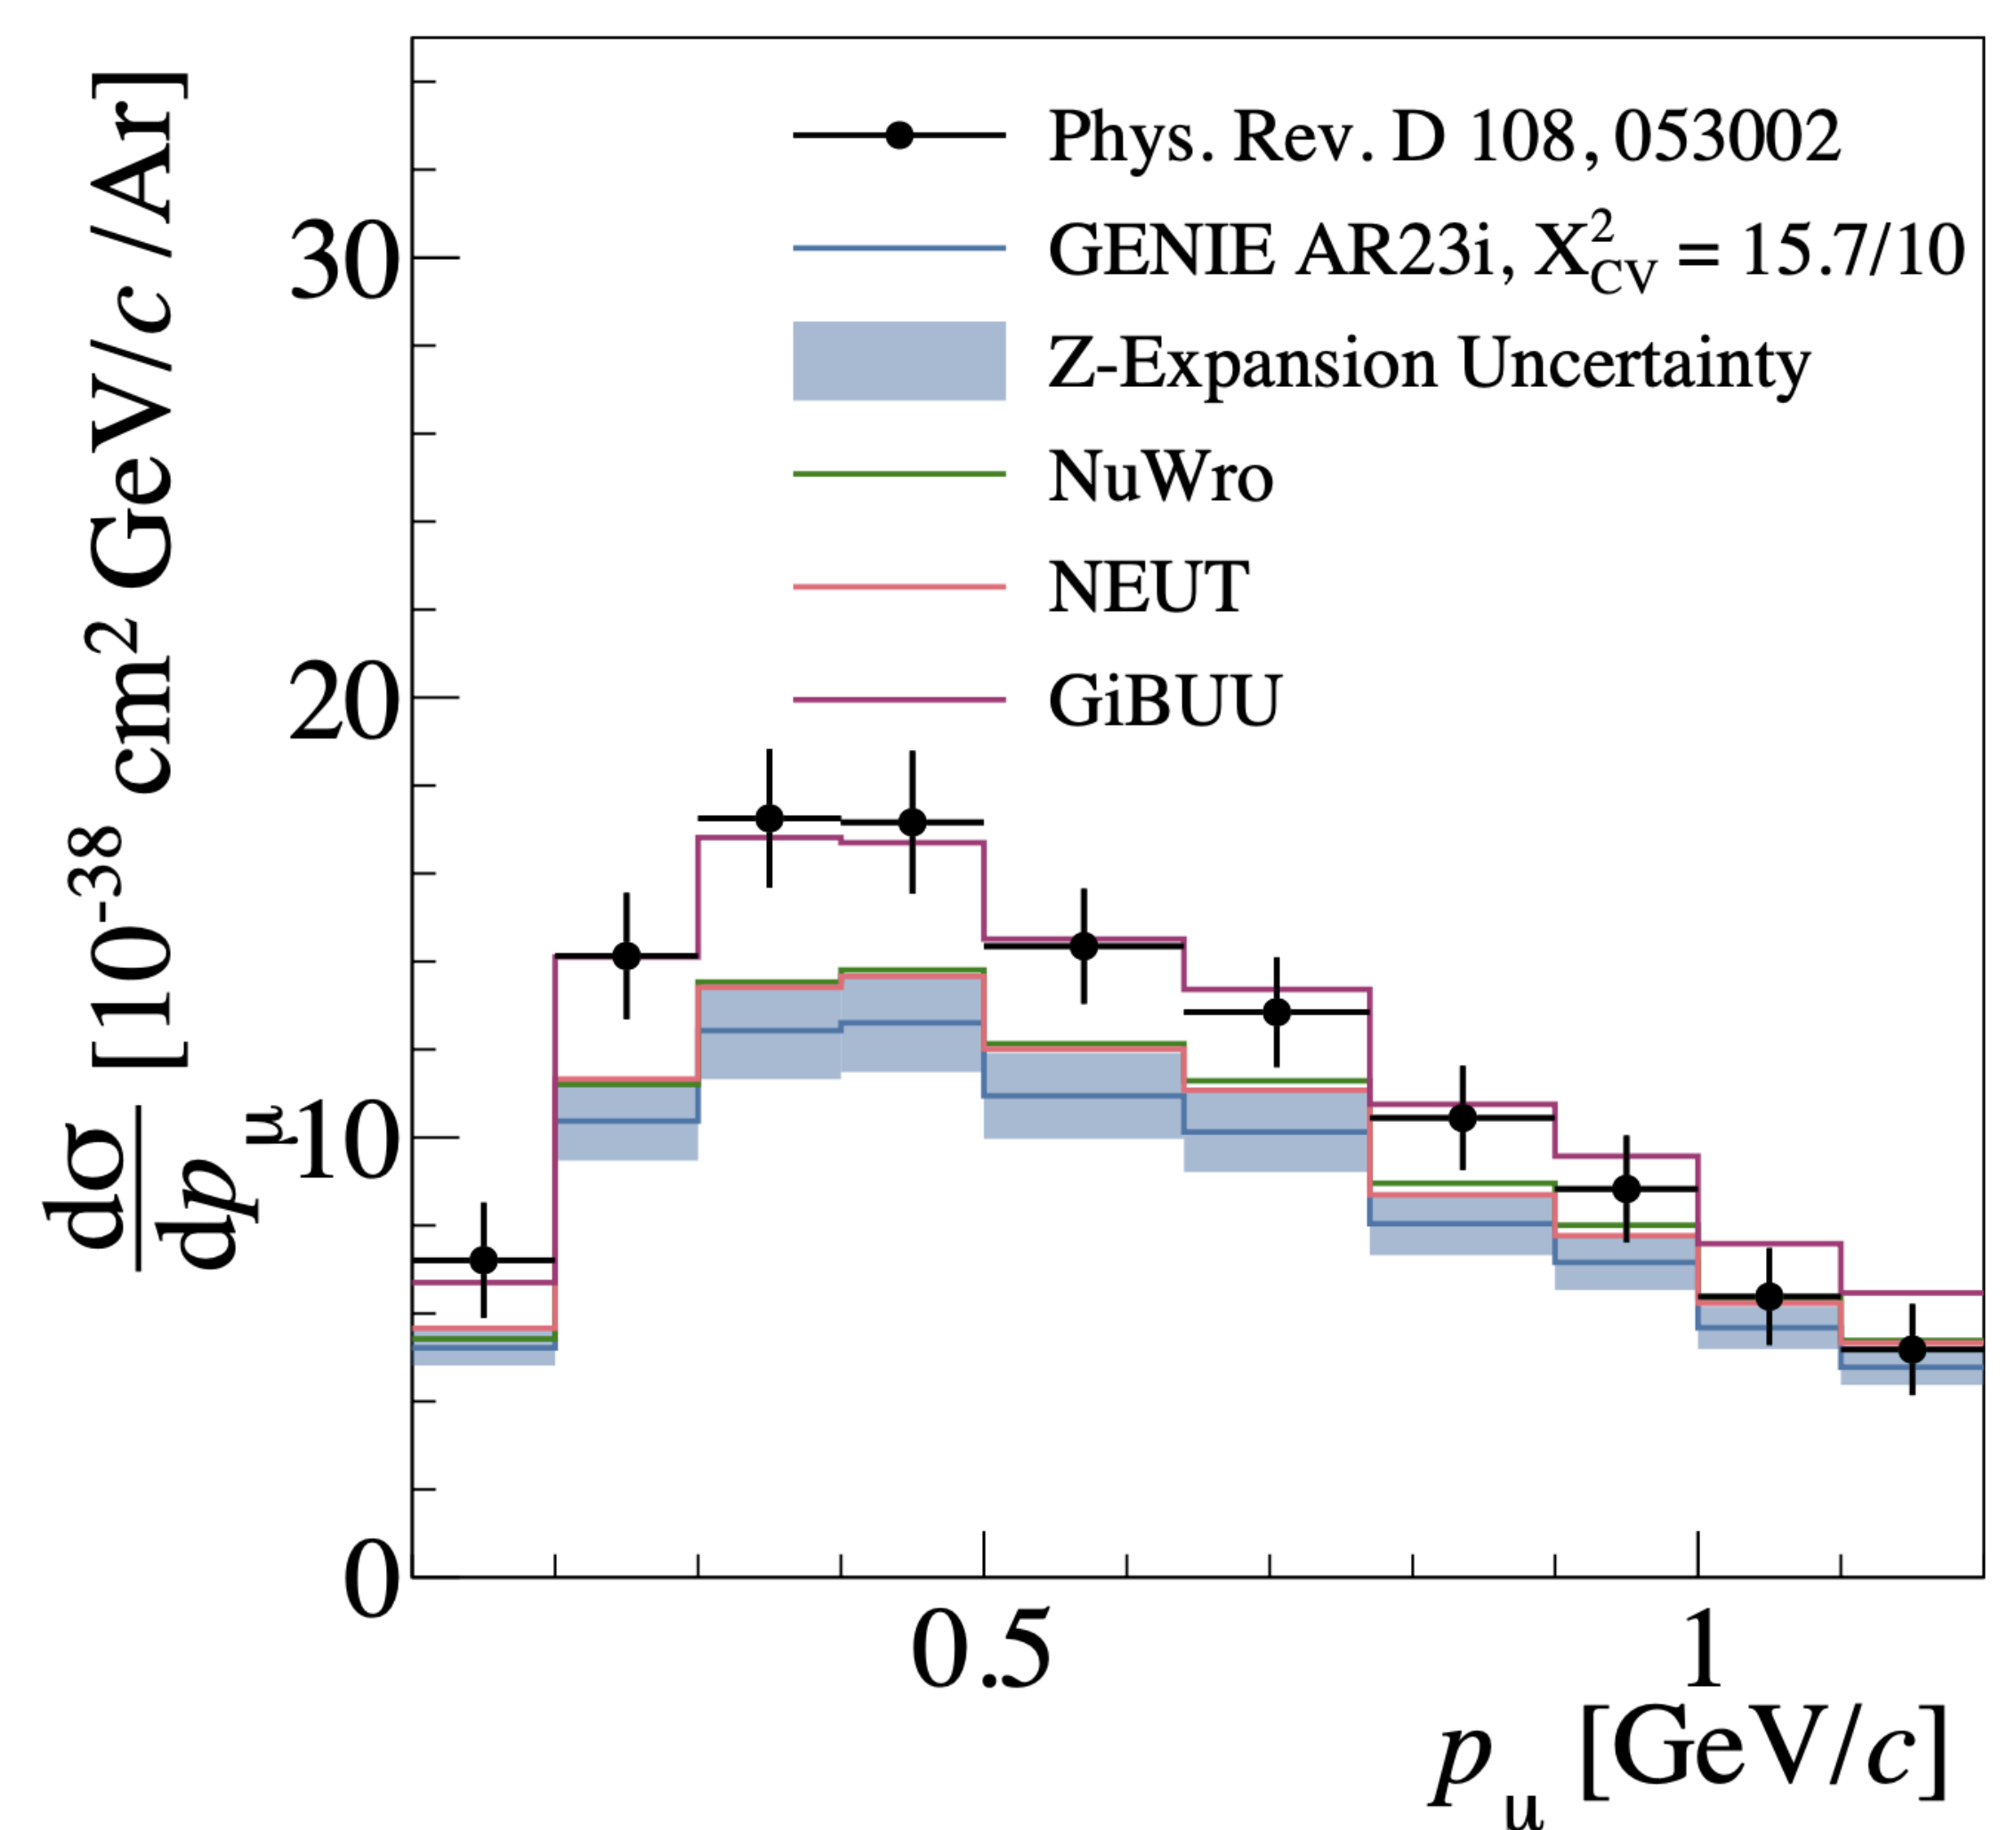 dσ/dpμ [10⁻³⁸ cm² GeV/c /Ar]
30
20
10
0
Phys. Rev. D 108, 053002
GENIE AR23i, X²CV = 15.7/10
Z-Expansion Uncertainty
NuWro
NEUT
GiBUU
0.5 1
pμ [GeV/c]